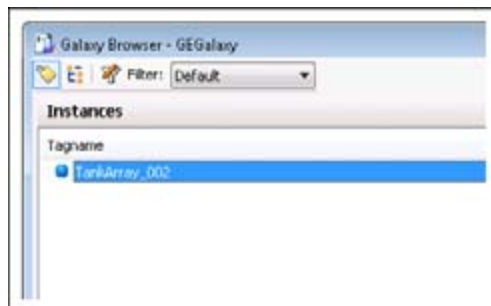 Galaxy Browser - GEGalaxy
Filter: Default
Instances
Tagname
TankArray_002